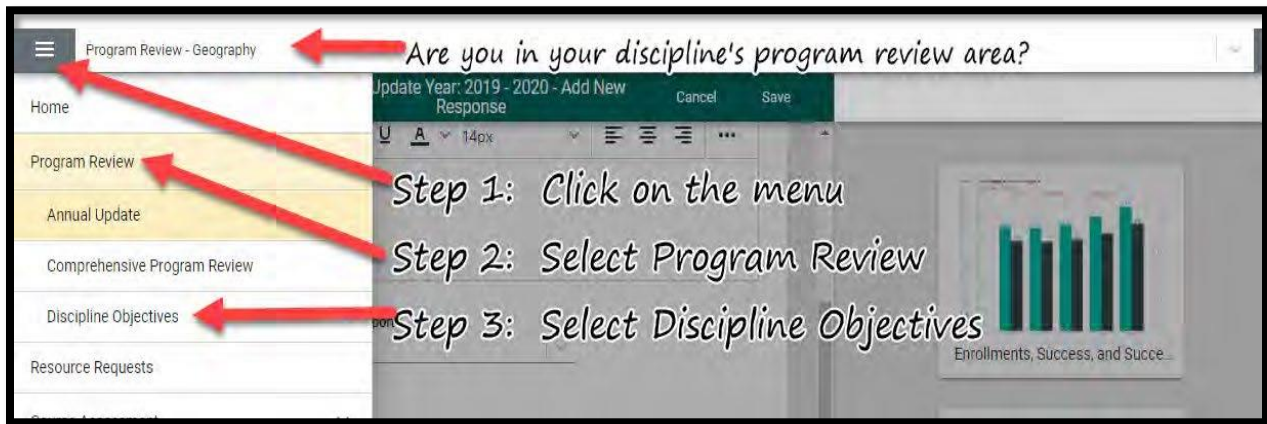 Program Review - Geography
Are you in your discipline's program review area?
Home
Update Year: 2019 - 2020 - Add New
Response
Cancel
Save
U A 14px
Program Review
Step 1: Click on the menu
Annual Update
Step 2: Select Program Review
Comprehensive Program Review
Discipline Objectives
Step 3: Select Discipline Objectives
Enrollments, Success, and Succe...
Resource Requests